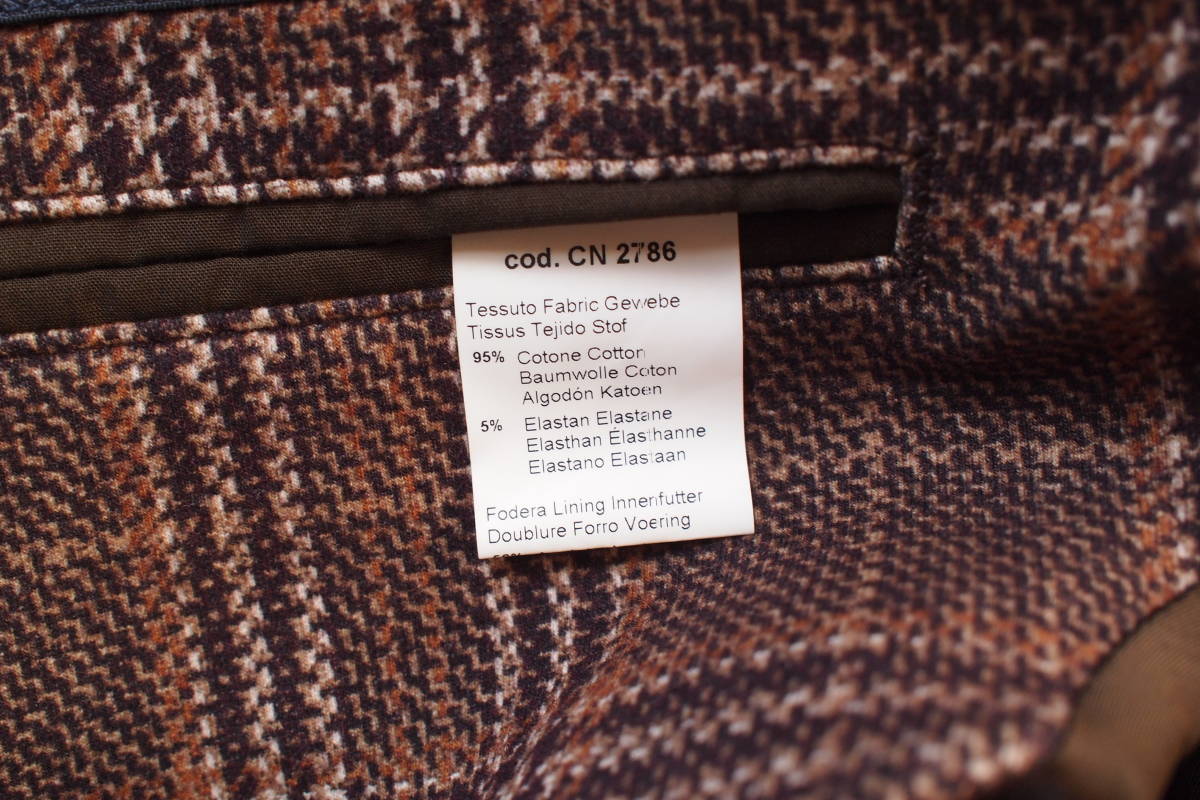 cod. CN 2786
Tessuto Fabric Gewebe
Tissus Tejido Stof
95% Cotone Cotton
Baumwolle Coton
Algodón Katoen
5% Elastan Elastane
Elasthan Élasthanne
Elastano Elastaan
Fodera Lining Innenfutter
Doublure Forro Voering